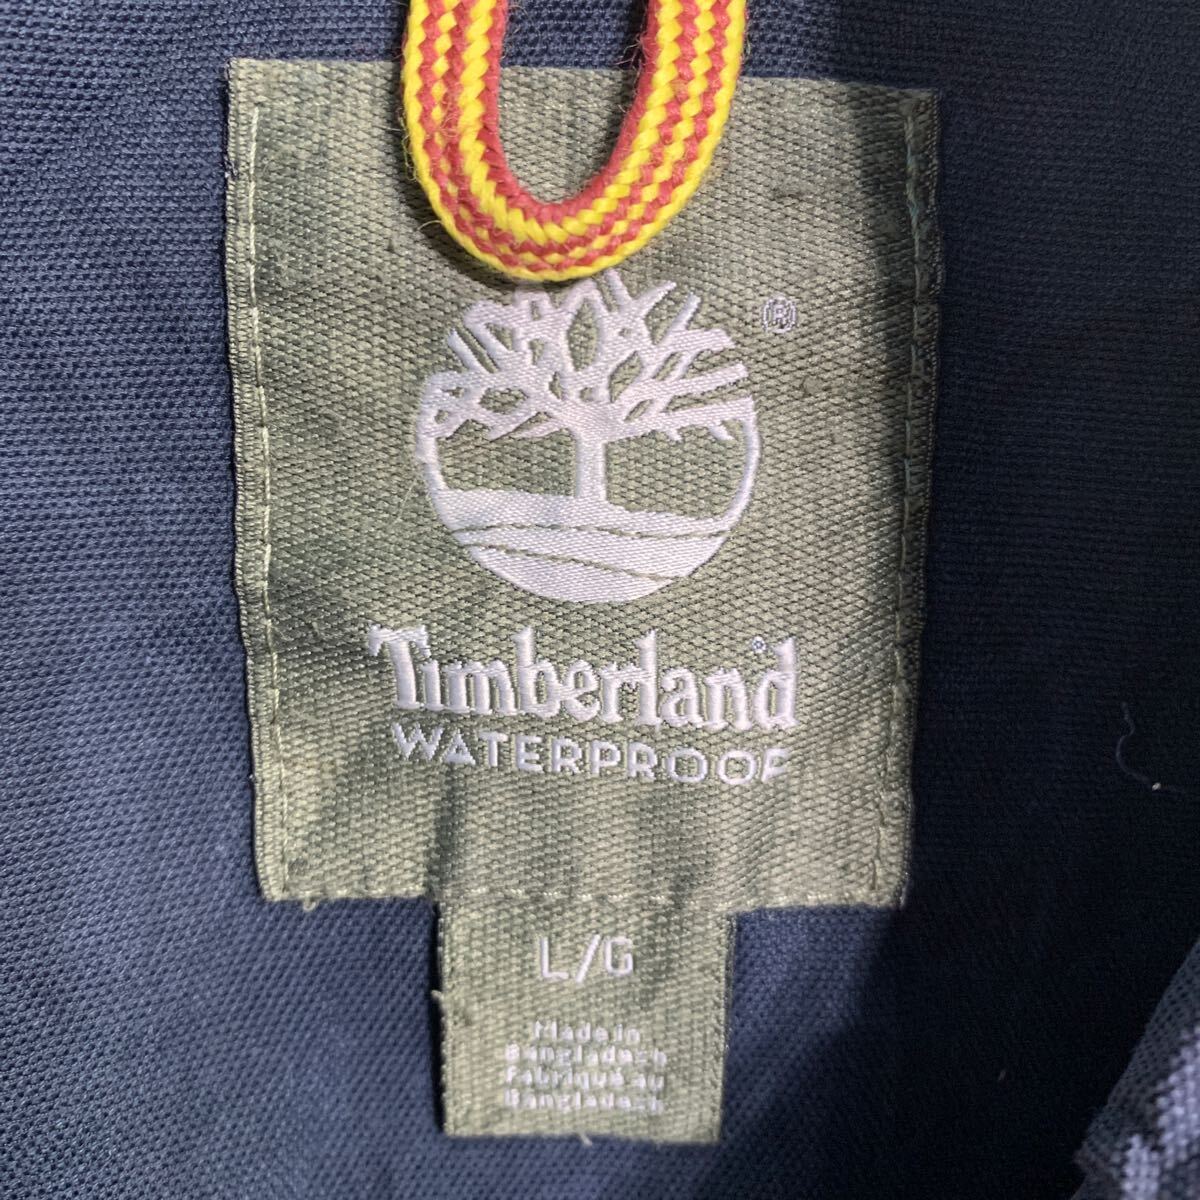 ®
Timberland®
WATERPROOF
L/G
Made in
Bangladesh
Fabriqué au
Bangladesh